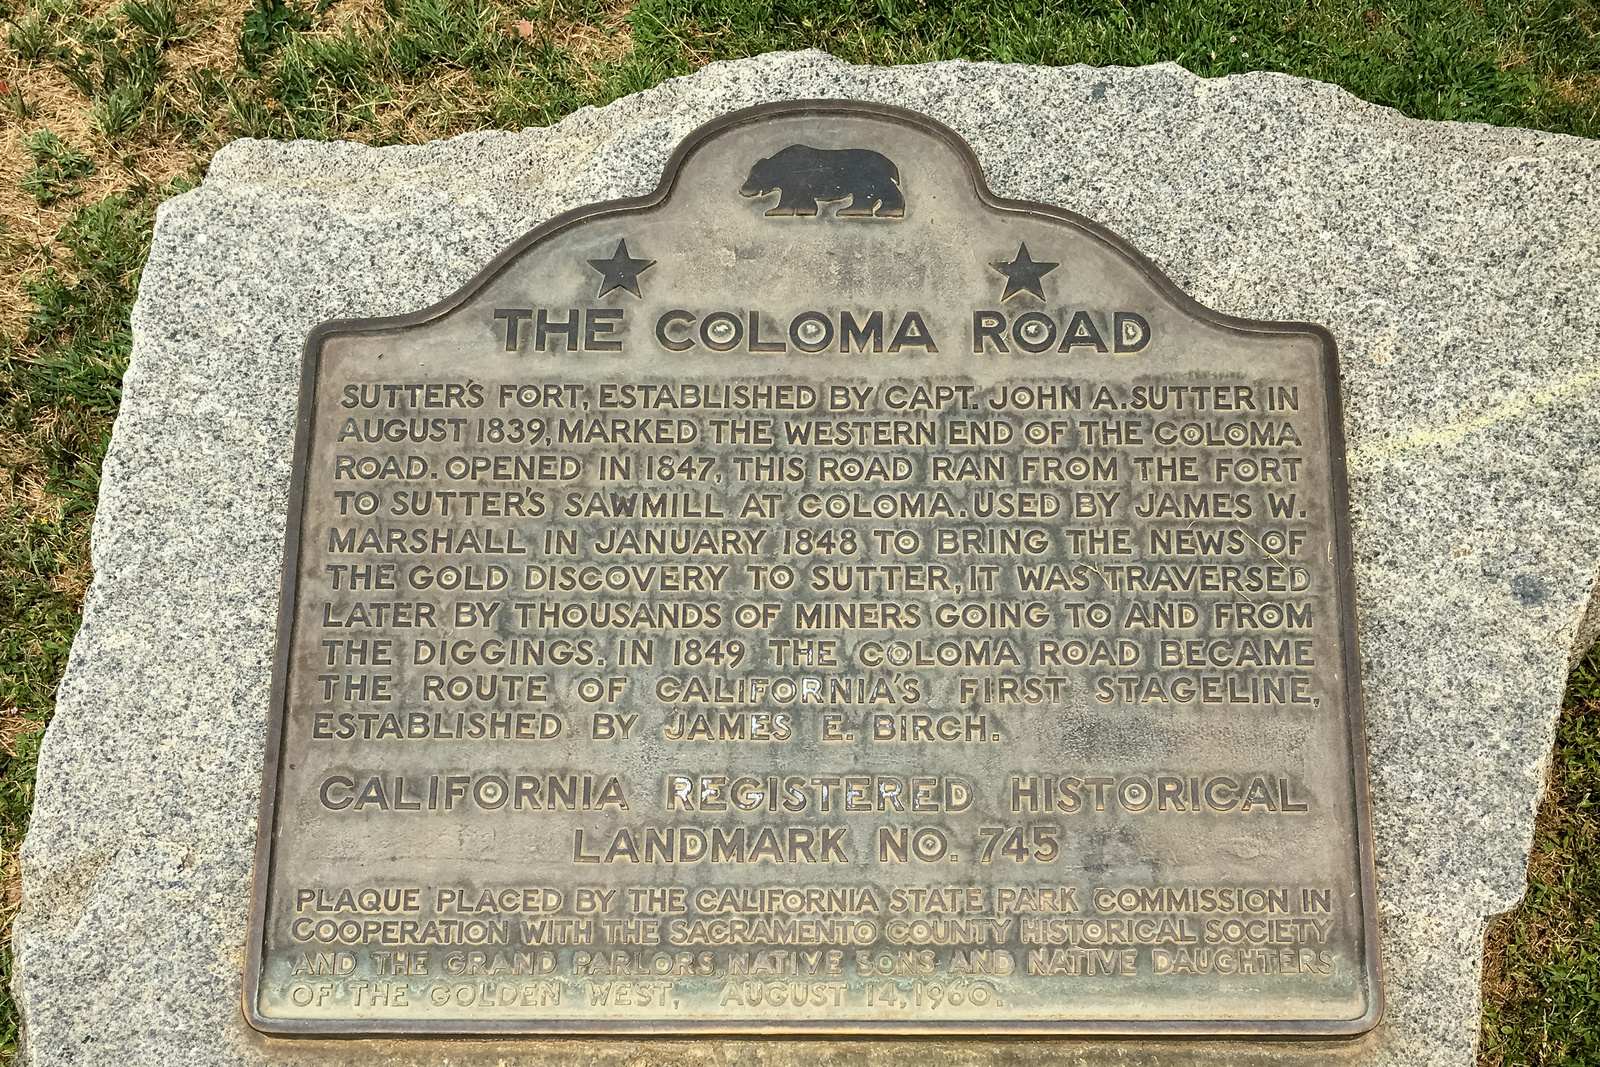 THE COLOMA ROAD
SUTTER'S FORT, ESTABLISHED BY CAPT. JOHN A. SUTTER IN
AUGUST 1839, MARKED THE WESTERN END OF THE COLOMA
ROAD. OPENED IN 1847, THIS ROAD RAN FROM THE FORT
TO SUTTER'S SAWMILL AT COLOMA. USED BY JAMES W.
MARSHALL IN JANUARY 1848 TO BRING THE NEWS OF
THE GOLD DISCOVERY TO SUTTER, IT WAS TRAVERSED
LATER BY THOUSANDS OF MINERS GOING TO AND FROM
THE DIGGINGS. IN 1849 THE COLOMA ROAD BECAME
THE ROUTE OF CALIFORNIA'S FIRST STAGELINE,
ESTABLISHED BY JAMES E. BIRCH.
CALIFORNIA REGISTERED HISTORICAL
LANDMARK NO. 745
PLAQUE PLACED BY THE CALIFORNIA STATE PARK COMMISSION IN
COOPERATION WITH THE SACRAMENTO COUNTY HISTORICAL SOCIETY
AND THE GRAND PARLORS, NATIVE SONS AND NATIVE DAUGHTERS
OF THE GOLDEN WEST, AUGUST 14, 1960.